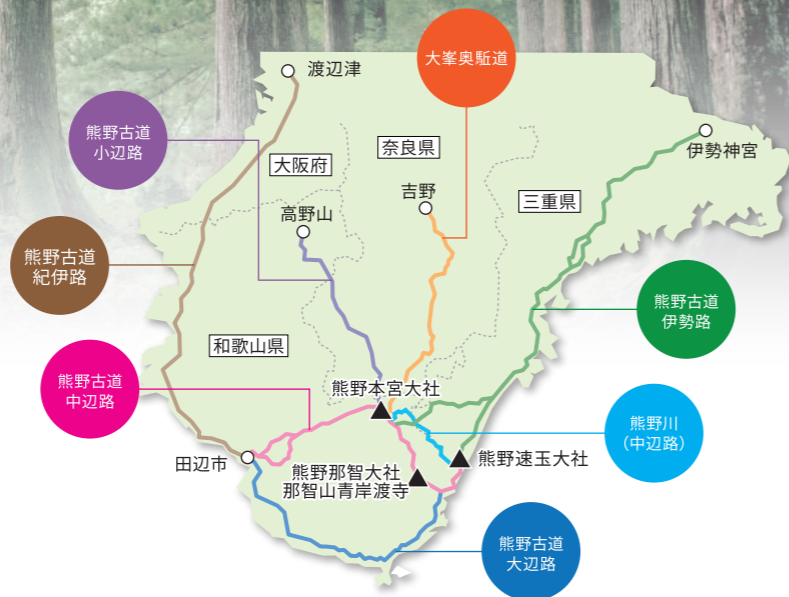 渡辺津
大峯奥駈道
熊野古道
小辺路
大阪府
奈良県
伊勢神宮
吉野
三重県
高野山
熊野古道
紀伊路
熊野古道
伊勢路
和歌山県
熊野古道
中辺路
熊野本宮大社
熊野川
（中辺路）
田辺市
熊野那智大社
那智山青岸渡寺
熊野速玉大社
熊野古道
大辺路